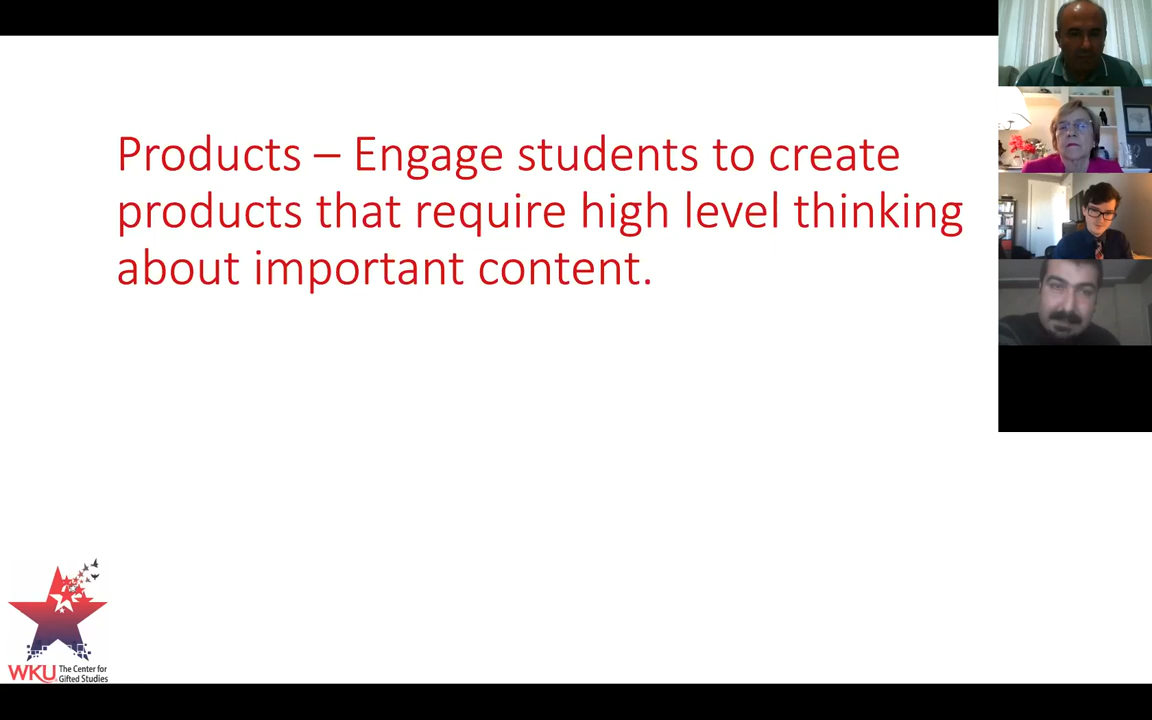 Products – Engage students to create
products that require high level thinking
about important content.
WKU The Center for
Gifted Studies